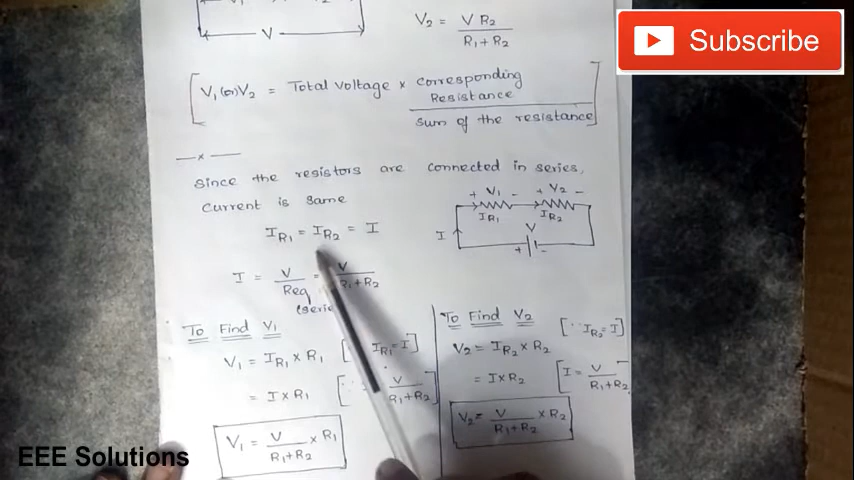 V
V2 = V R2 / R1+R2
Subscribe
V1 (or) V2 = Total Voltage × corresponding Resistance / sum of the resistance
— × —
since the resistors are connected in series,
current is same
IR1 = IR2 = I
+ V1 - + V2 -
IR1 IR2
I
V
+ -
I = V / Req = V / R1+R2
To Find V1
V1 = IR1 × R1 [ IR1 = I ]
= I × R1 [∵ V / R1+R2 ]
V1 = V / R1+R2 × R1
To Find V2
[∵ IR2 = I]
V2 = IR2 × R2
= I × R2 [ I = V / R1+R2
V2 = V / R1+R2 × R2
EEE Solutions